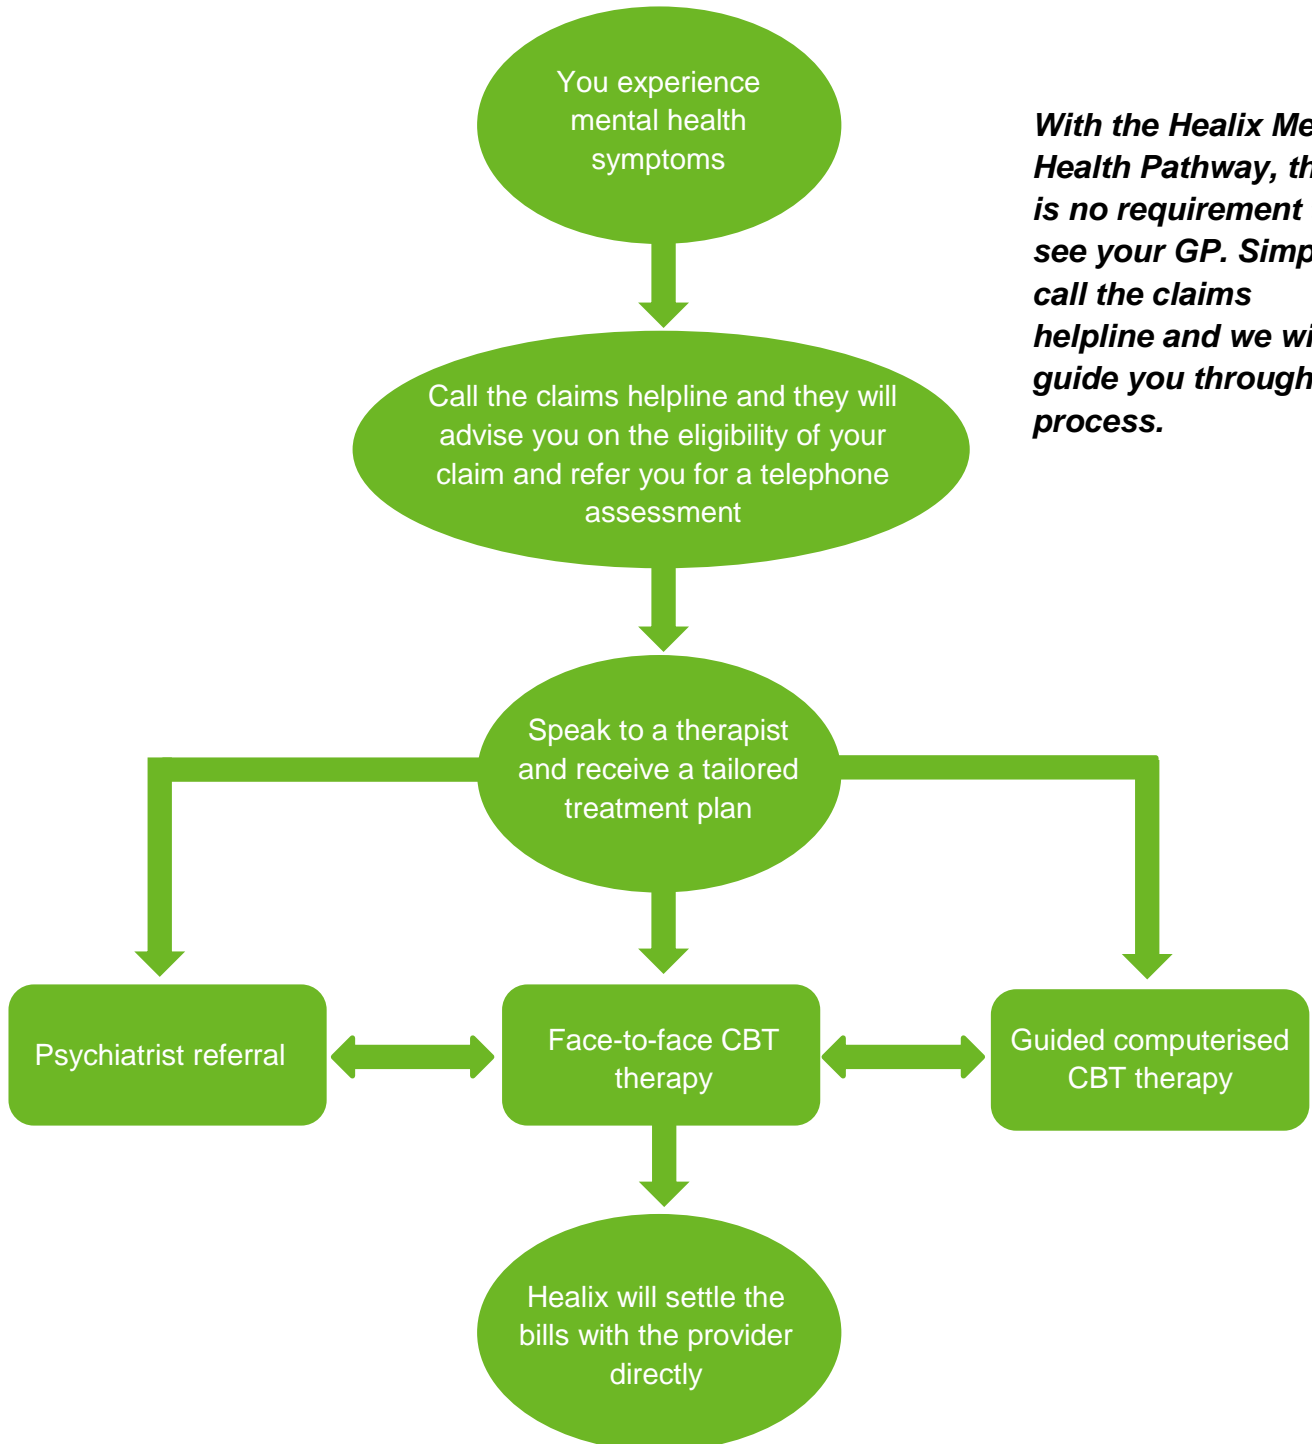 You experience
mental health
symptoms
With the Healix
Health Pathway,
is no requirement
see your GP.
call the claims
helpline and we
guide you through
process.
Call the claims helpline and they will
advise you on the eligibility of your
claim and refer you for a telephone
assessment
Speak to a therapist
and receive a tailored
treatment plan
Psychiatrist referral
Face-to-face CBT
therapy
Guided computerised
CBT therapy
Healix will settle the
bills with the provider
directly